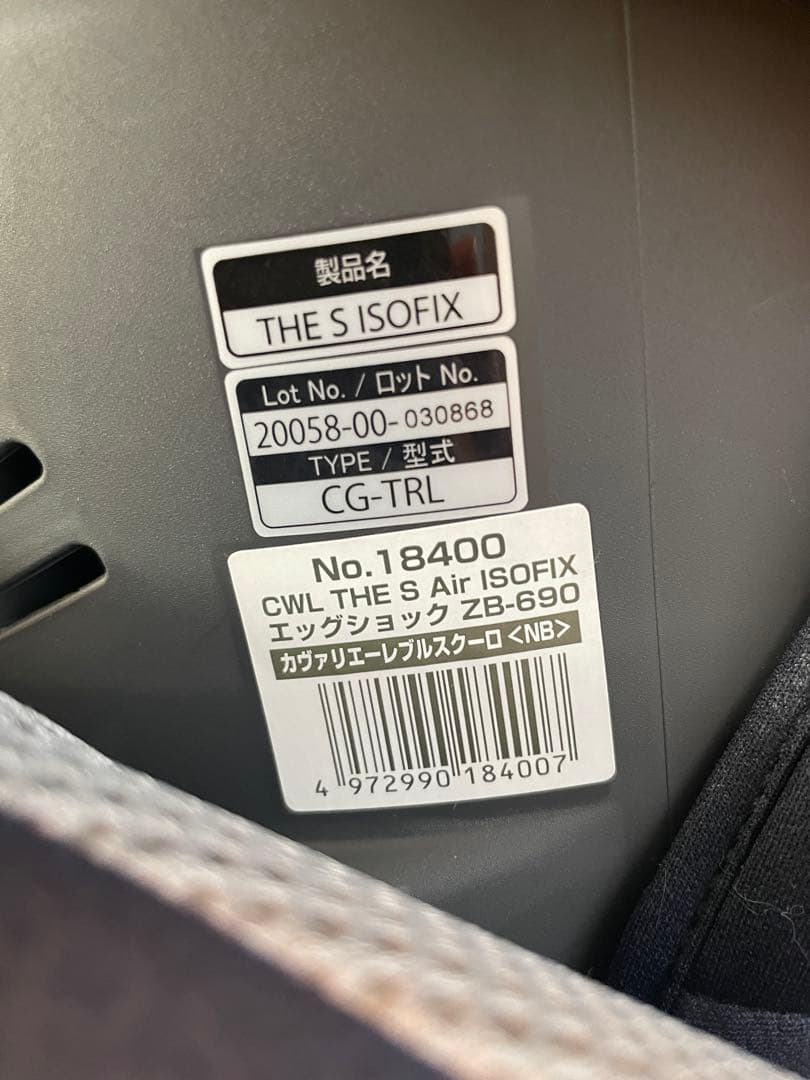 製品名
THE S ISOFIX
Lot No. / ロット No.
20058-00-030868
TYPE / 型式
CG-TRL
No.18400
CWL THE S Air ISOFIX
エッグショック ZB-690
カヴァリエーレブルスクーロ<NB>
4 972990 184007